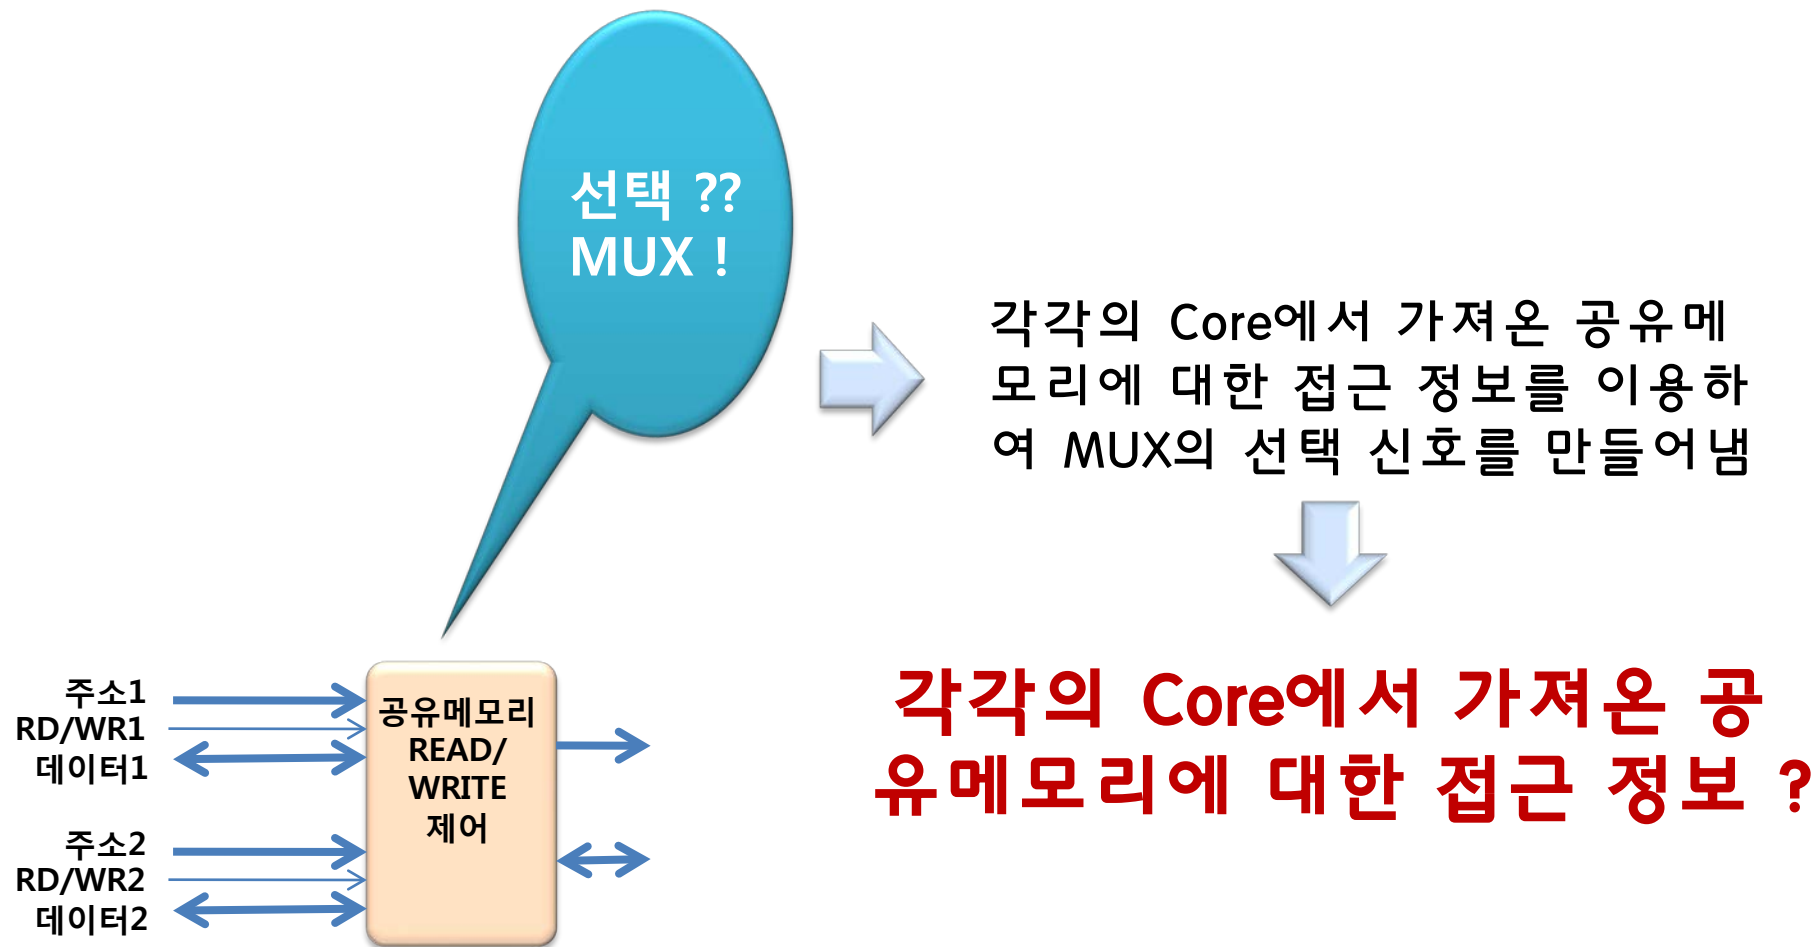 선택 ??
MUX !
각각의 Core에서 가져온 공유메
모리에 대한 접근 정보를 이용하
여 MUX의 선택 신호를 만들어냄
각각의 Core에서 가져온 공
유메모리에 대한 접근 정보 ?
주소1
RD/WR1
데이터1
주소2
RD/WR2
데이터2
공유메모리
READ/
WRITE
제어